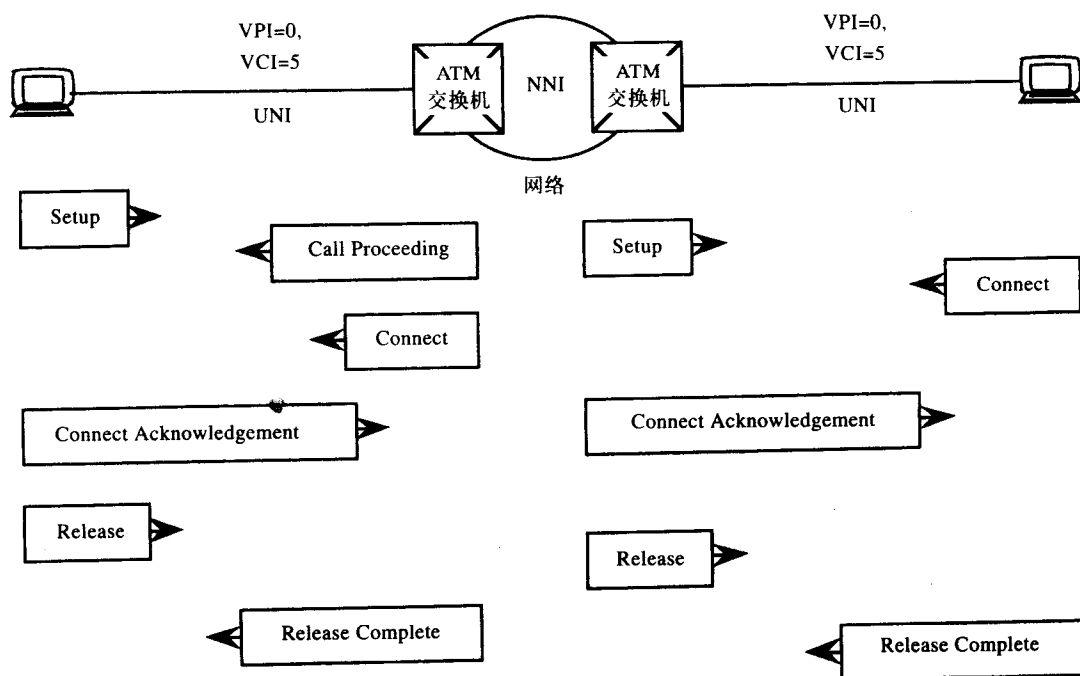 VPI=0,
VCI=5
UNI
ATM
交换机
NNI
ATM
交换机
VPI=0,
VCI=5
UNI
网络
Setup
Call Proceeding
Setup
Connect
Connect
Connect Acknowledgement
Connect Acknowledgement
Release
Release
Release Complete
Release Complete